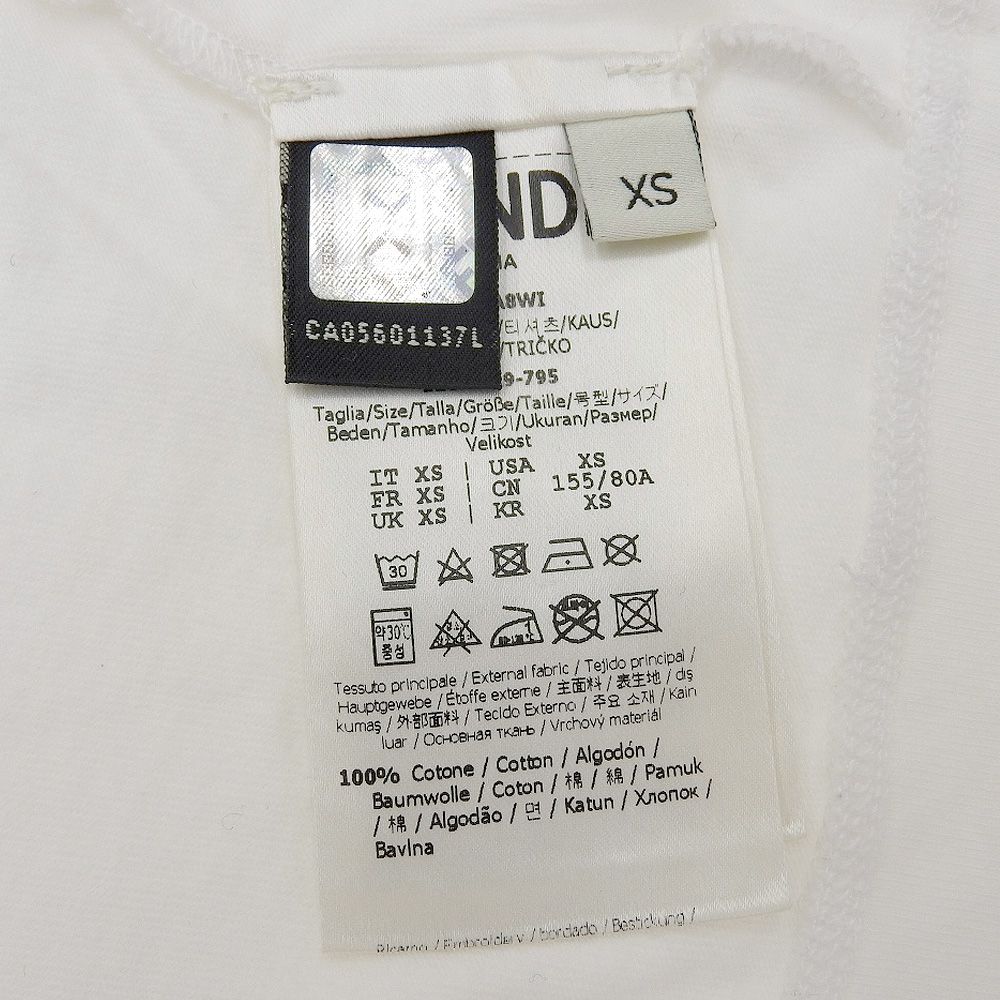 XS
ND
MA
A8WI
CA05601137L
/티셔츠/KAUS/
/TRIČKO
9-795
Taglia/Size/Talla/Größe/Taille/号型/サイズ/
Beden/Tamanho/크기/Ukuran/Размер/
Velikost
IT XS | USA XS
FR XS | CN 155/80A
UK XS | KR XS
30
약30℃
중성
Tessuto principale / External fabric / Tejido principal /
Hauptgewebe / Étoffe externe / 主面料 / 表生地 / dış
kumaş / 外部面料 / Tecido Externo / 주요 소재 / Kain
luar / Основная ткань / Vrchový materiál
100% Cotone / Cotton / Algodón /
Baumwolle / Coton / 棉 / 綿 / Pamuk
/ 棉 / Algodão / 면 / Katun / Хлопок /
Bavlna
Ricamo / Embroidery / bordado / Bestickung /